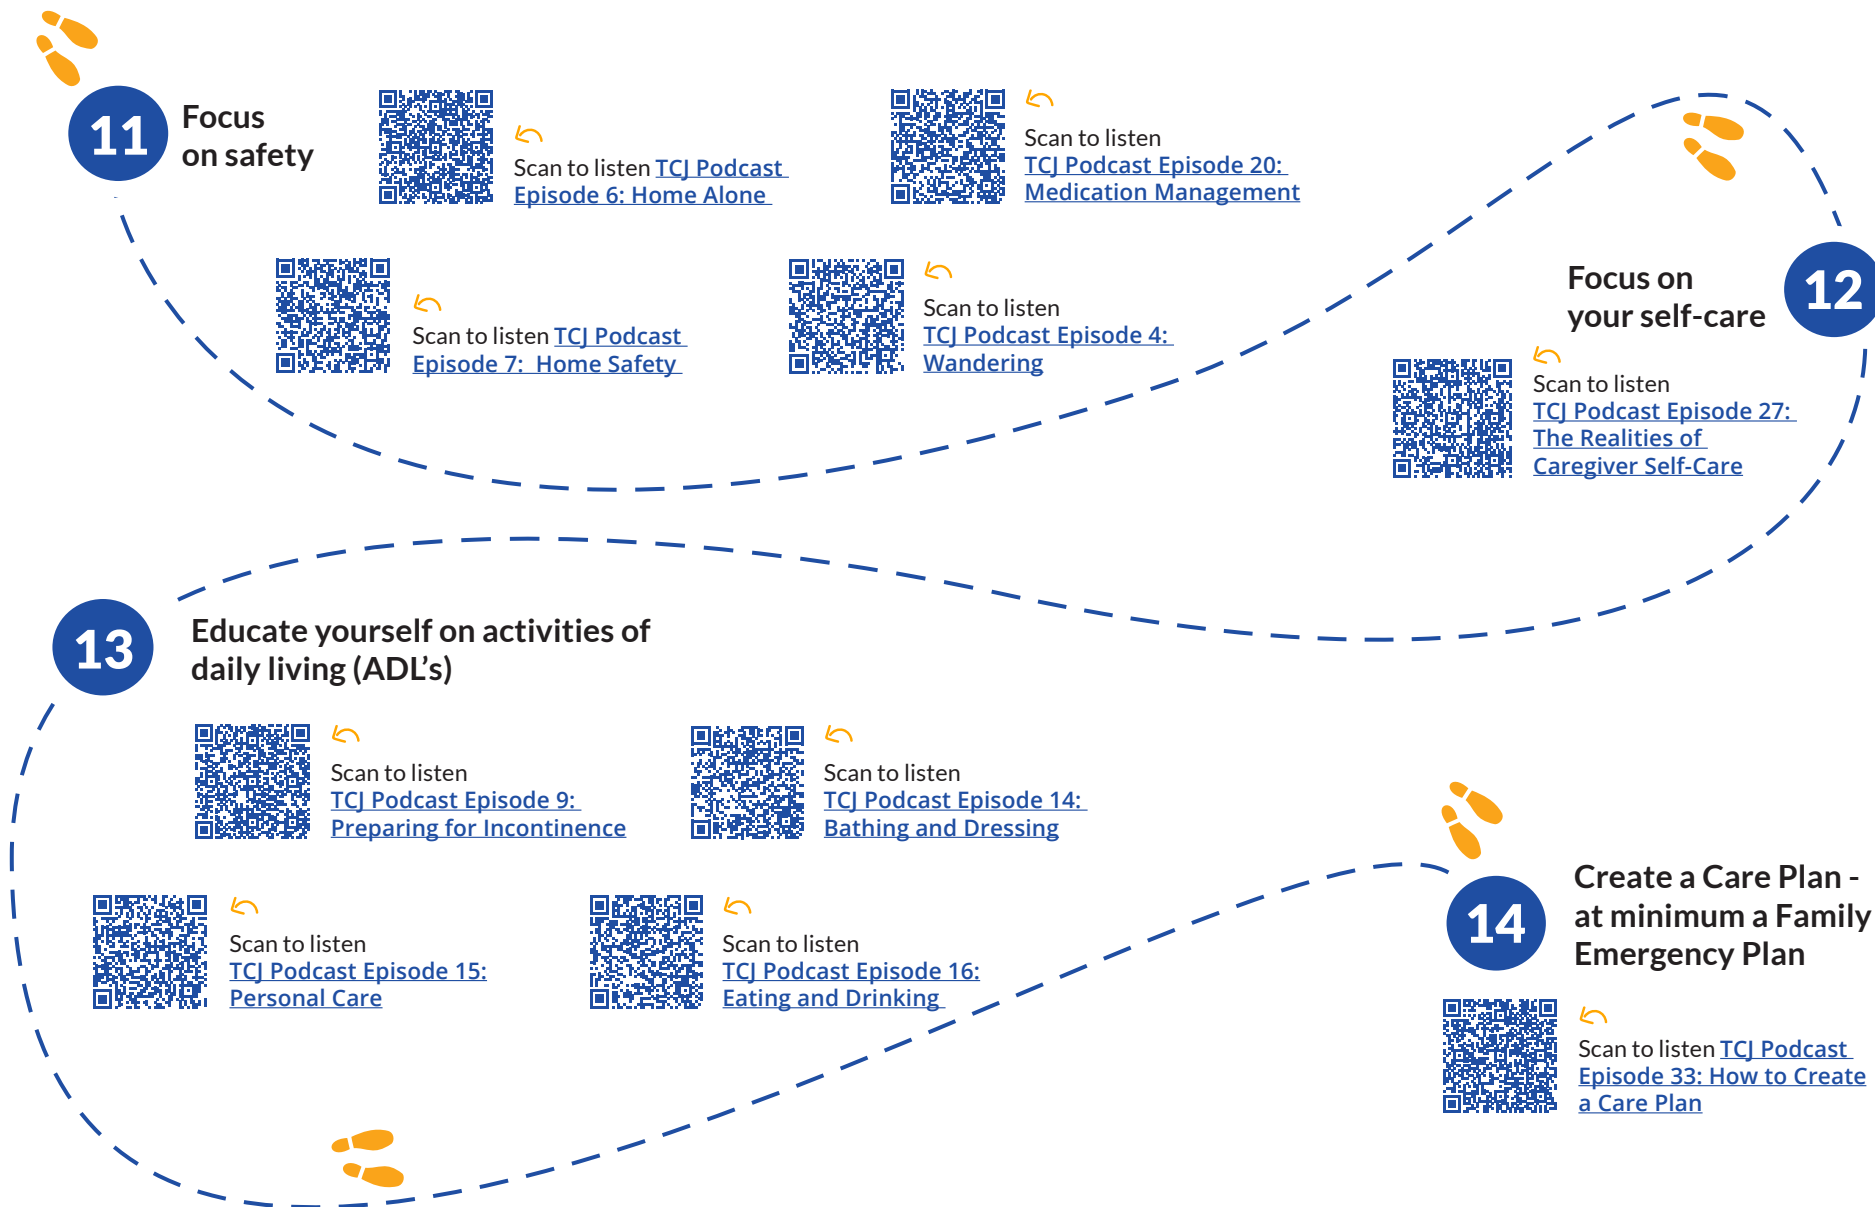 11
Focus
on safety
Scan to listen TCJ Podcast
Episode 6: Home Alone
Scan to listen
TCJ Podcast Episode 20:
Medication Management
Scan to listen TCJ Podcast
Episode 7:  Home Safety
Scan to listen
TCJ Podcast Episode 4:
Wandering
12
Focus on
your self-care
Scan to listen
TCJ Podcast Episode 27:
The Realities of
Caregiver Self-Care
13
Educate yourself on activities of
daily living (ADL's)
Scan to listen
TCJ Podcast Episode 9:
Preparing for Incontinence
Scan to listen
TCJ Podcast Episode 14:
Bathing and Dressing
Scan to listen
TCJ Podcast Episode 15:
Personal Care
Scan to listen
TCJ Podcast Episode 16:
Eating and Drinking
14
Create a Care Plan -
at minimum a Family
Emergency Plan
Scan to listen TCJ Podcast
Episode 33: How to Create
a Care Plan